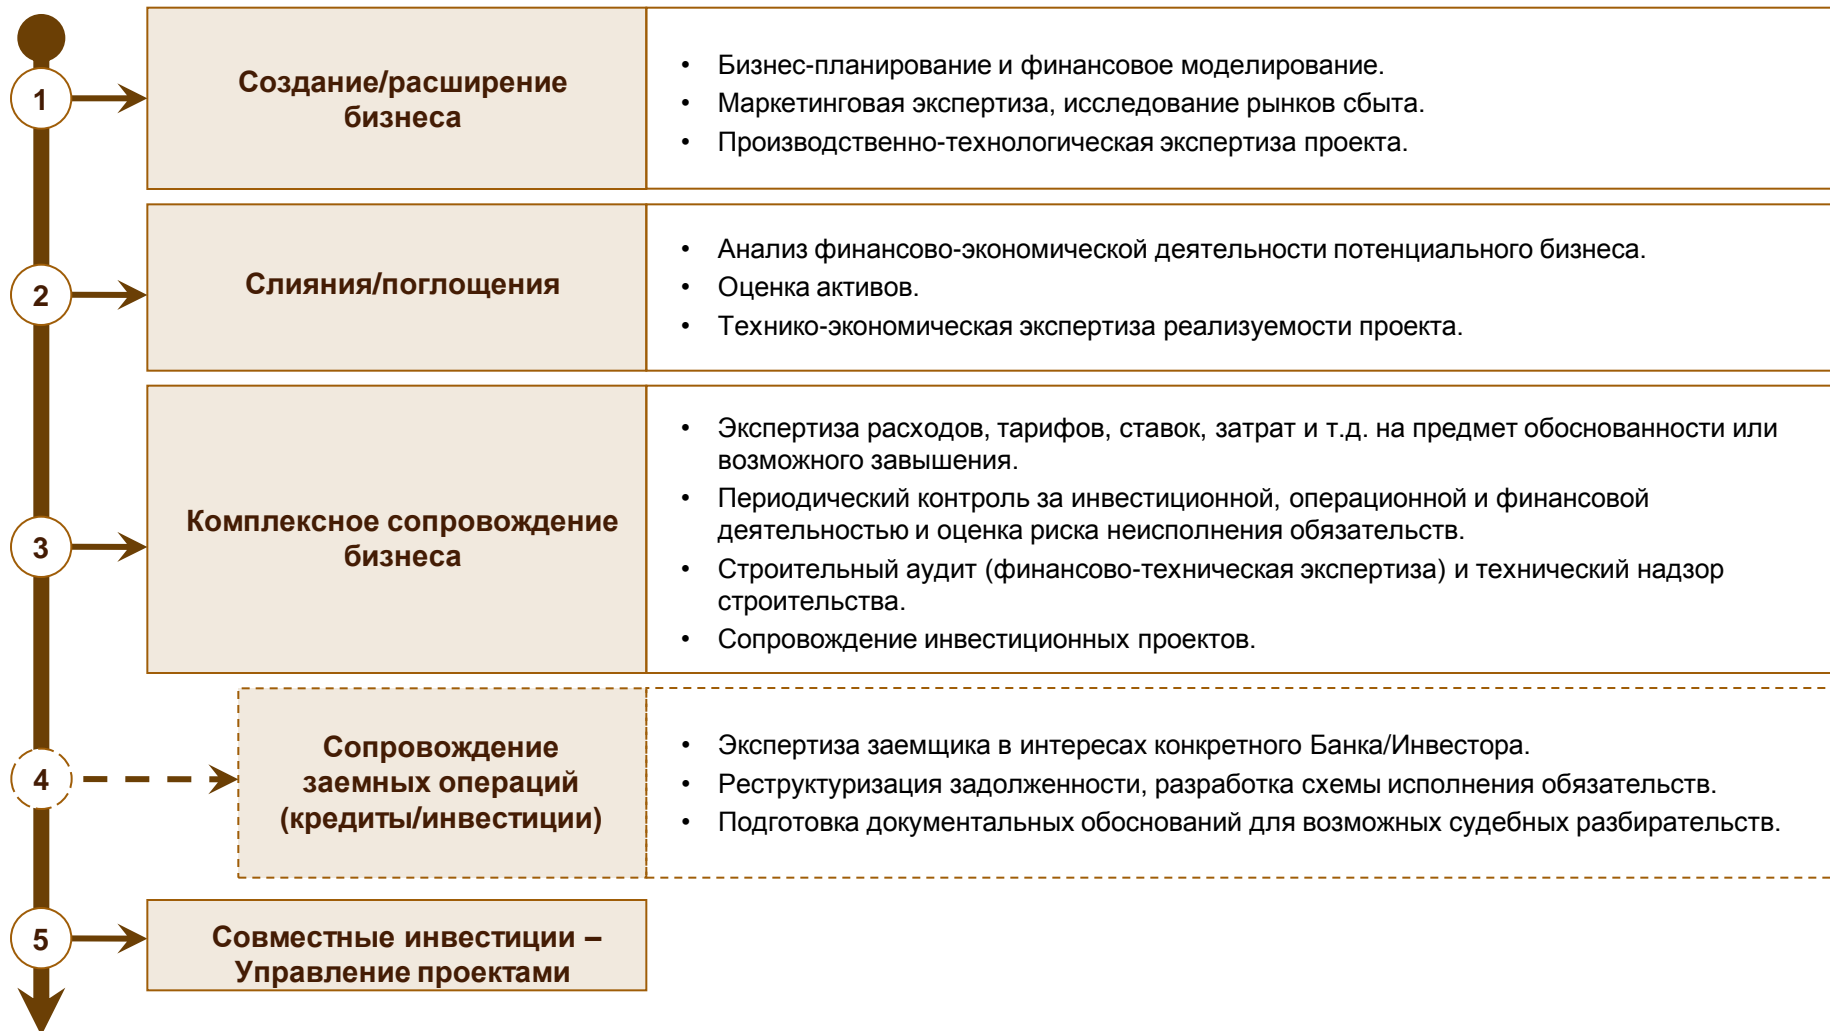 1
Создание/расширение
бизнеса
• Бизнес-планирование и финансовое моделирование.
• Маркетинговая экспертиза, исследование рынков сбыта.
• Производственно-технологическая экспертиза проекта.
2
Слияния/поглощения
• Анализ финансово-экономической деятельности потенциального бизнеса.
• Оценка активов.
• Технико-экономическая экспертиза реализуемости проекта.
3
Комплексное сопровождение
бизнеса
• Экспертиза расходов, тарифов, ставок, затрат и т.д. на предмет обоснованности или
возможного завышения.
• Периодический контроль за инвестиционной, операционной и финансовой
деятельностью и оценка риска неисполнения обязательств.
• Строительный аудит (финансово-техническая экспертиза) и технический надзор
строительства.
• Сопровождение инвестиционных проектов.
4
Сопровождение
заемных операций
(кредиты/инвестиции)
• Экспертиза заемщика в интересах конкретного Банка/Инвестора.
• Реструктуризация задолженности, разработка схемы исполнения обязательств.
• Подготовка документальных обоснований для возможных судебных разбирательств.
5
Совместные инвестиции –
Управление проектами